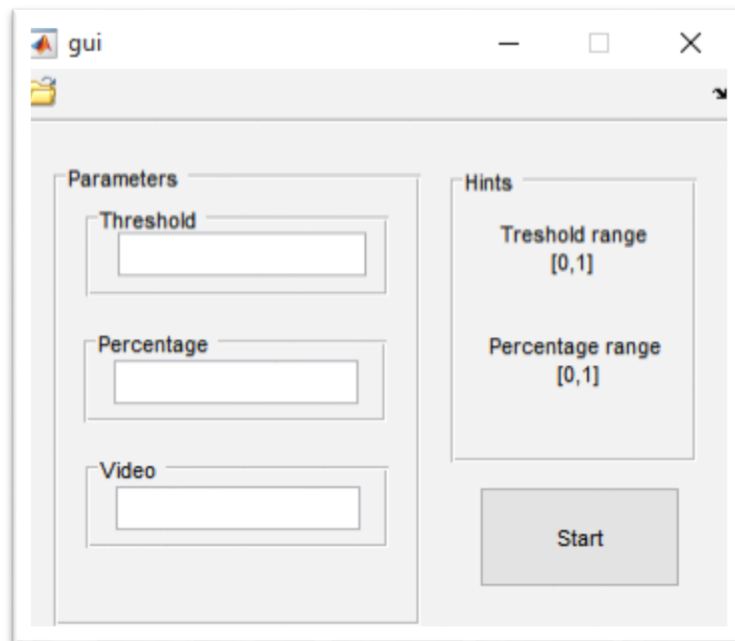 gui
Parameters
Threshold
Percentage
Video
Hints
Treshold range
[0,1]
Percentage range
[0,1]
Start